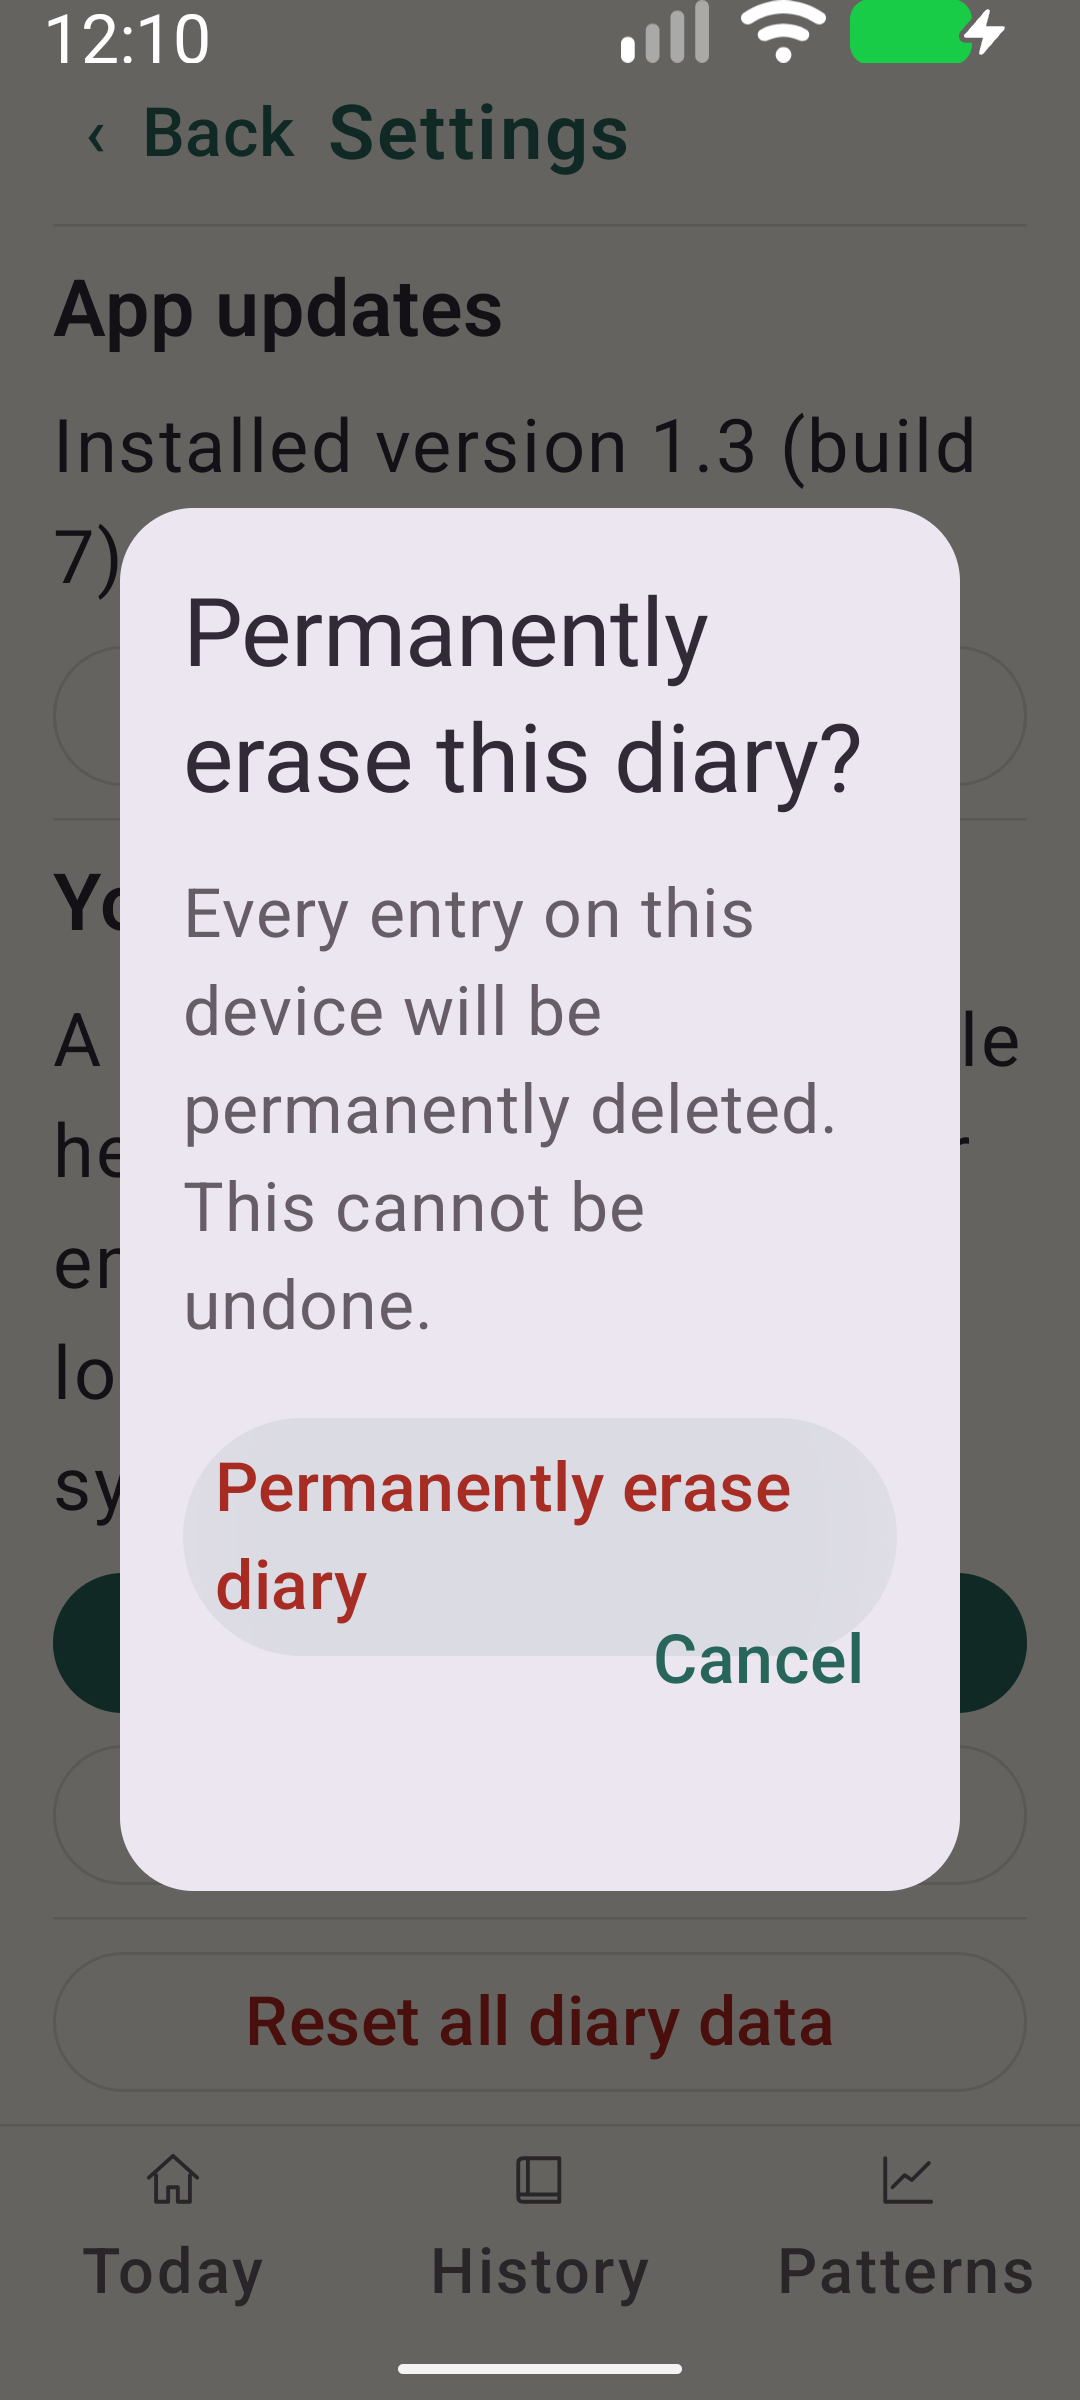 12:10
‹ Back Settings
App updates
Installed version 1.3 (build
7)
Permanently
erase this diary?
Every entry on this
device will be
permanently deleted.
This cannot be
undone.
Permanently erase
diary
Cancel
Reset all diary data
Today History Patterns